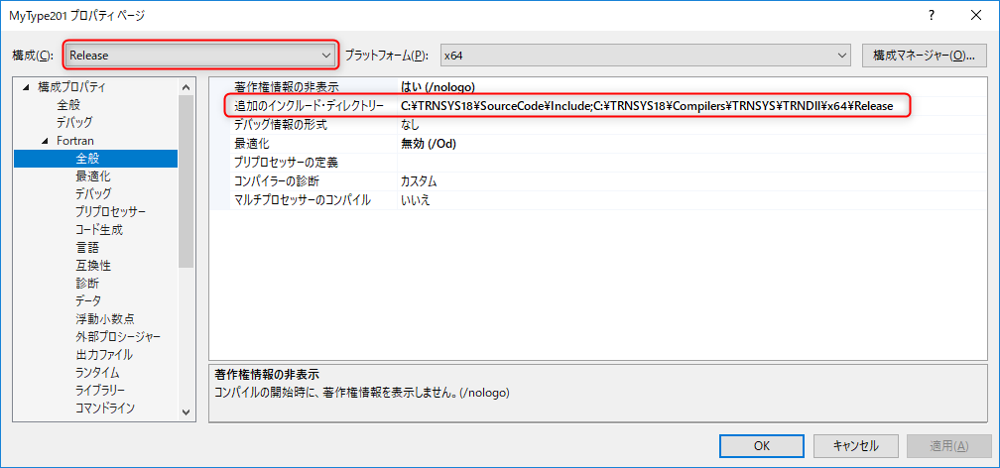 MyType201 プロパティ ページ
構成(C): Release プラットフォーム(P): x64 構成マネージャー(O)...
構成プロパティ
全般
デバッグ
Fortran
全般
最適化
デバッグ
プリプロセッサー
コード生成
言語
互換性
診断
データ
浮動小数点
外部プロシージャー
出力ファイル
ランタイム
ライブラリー
コマンドライン
著作権情報の非表示 はい (/nologo)
追加のインクルード・ディレクトリー C:¥TRNSYS18¥SourceCode¥Include;C:¥TRNSYS18¥Compilers¥TRNSYS¥TRNDll¥x64¥Release
デバッグ情報の形式 なし
最適化 無効 (/Od)
プリプロセッサーの定義
コンパイラーの診断 カスタム
マルチプロセッサーのコンパイル いいえ
著作権情報の非表示
コンパイルの開始時に、著作権情報を表示しません。(/nologo)
OK キャンセル 適用(A)